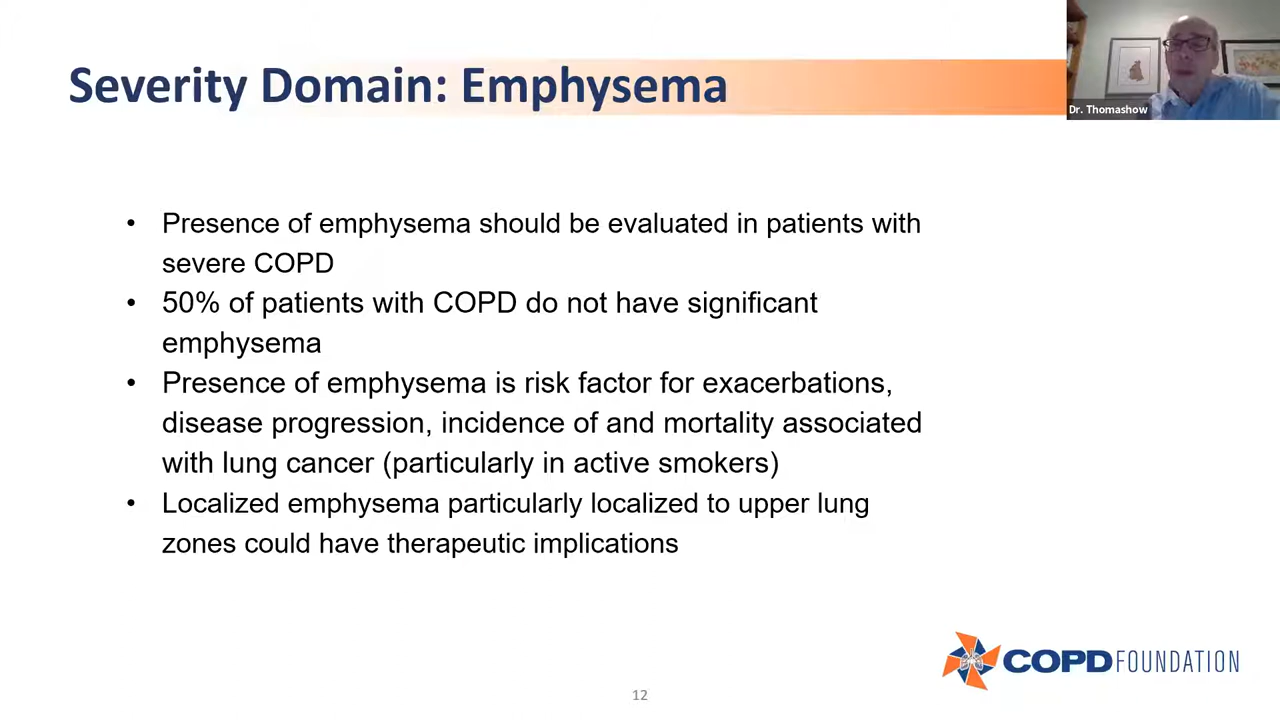 Severity Domain: Emphysema
Dr. Thomashow
• Presence of emphysema should be evaluated in patients with
severe COPD
• 50% of patients with COPD do not have significant
emphysema
• Presence of emphysema is risk factor for exacerbations,
disease progression, incidence of and mortality associated
with lung cancer (particularly in active smokers)
• Localized emphysema particularly localized to upper lung
zones could have therapeutic implications
COPD FOUNDATION
12